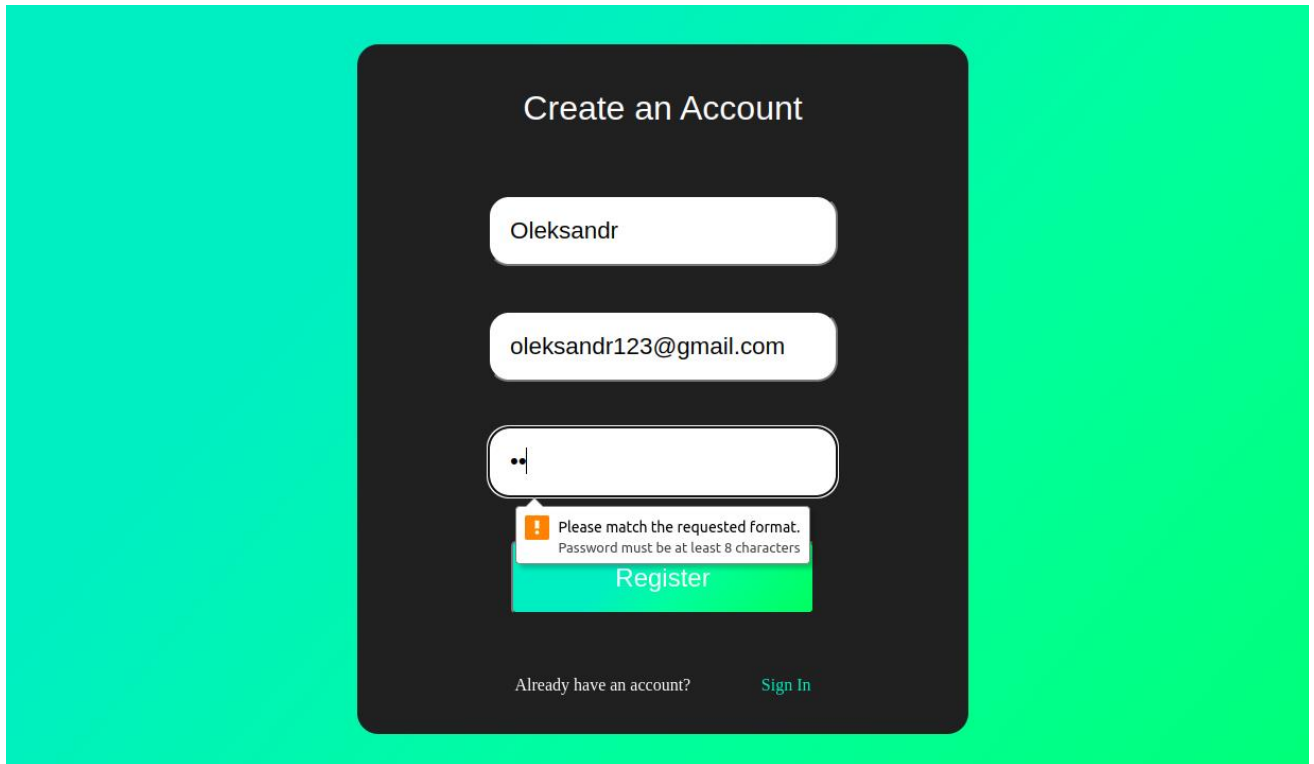 Create an Account
Oleksandr
oleksandr123@gmail.com
••
Please match the requested format.
Password must be at least 8 characters
Register
Already have an account? Sign In